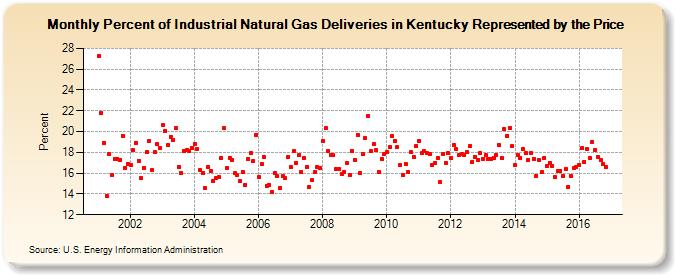 Monthly Percent of Industrial Natural Gas Deliveries in Kentucky Represented by the Price
Percent
28
26
24
22
20
18
16
14
12
2002 2004 2006 2008 2010 2012 2014 2016
Source: U.S. Energy Information Administration